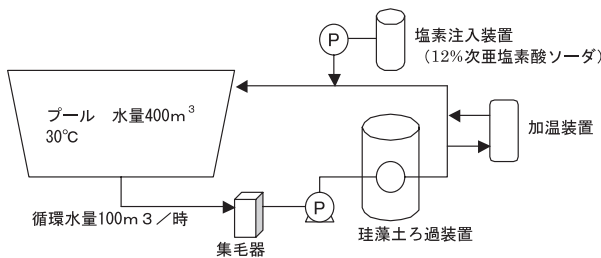 P
塩素注入装置
（12%次亜塩素酸ソーダ）
プール　水量400ｍ³
30℃
加温装置
循環水量100ｍ３／時
P
集毛器
珪藻土ろ過装置